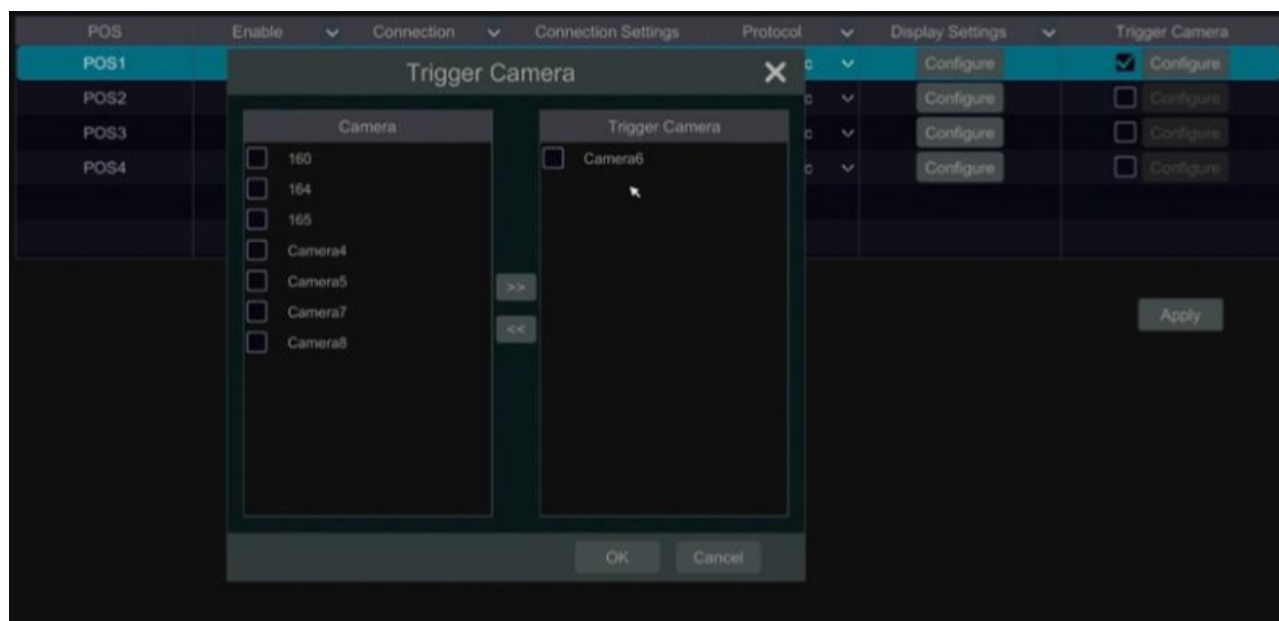 POS Enable Connection Connection Settings Protocol Display Settings Trigger Camera
POS1 Configure Configure
Trigger Camera
POS2 Configure Configure
POS3 Configure Configure
POS4 Configure Configure
Camera Trigger Camera
160 Camera6
164
165
Camera4
Camera5
>>
Camera7
<<
Camera8
Apply
OK Cancel